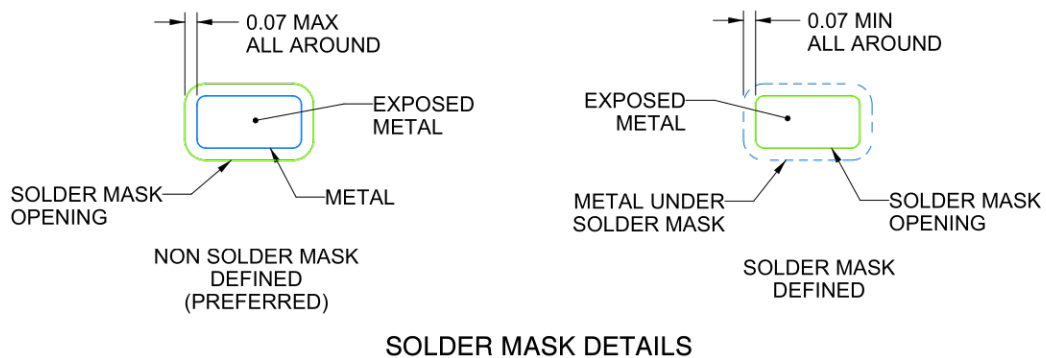 0.07 MAX
ALL AROUND
EXPOSED
METAL
SOLDER MASK
OPENING
METAL
NON SOLDER MASK
DEFINED
(PREFERRED)
0.07 MIN
ALL AROUND
EXPOSED
METAL
METAL UNDER
SOLDER MASK
SOLDER MASK
OPENING
SOLDER MASK
DEFINED
SOLDER MASK DETAILS